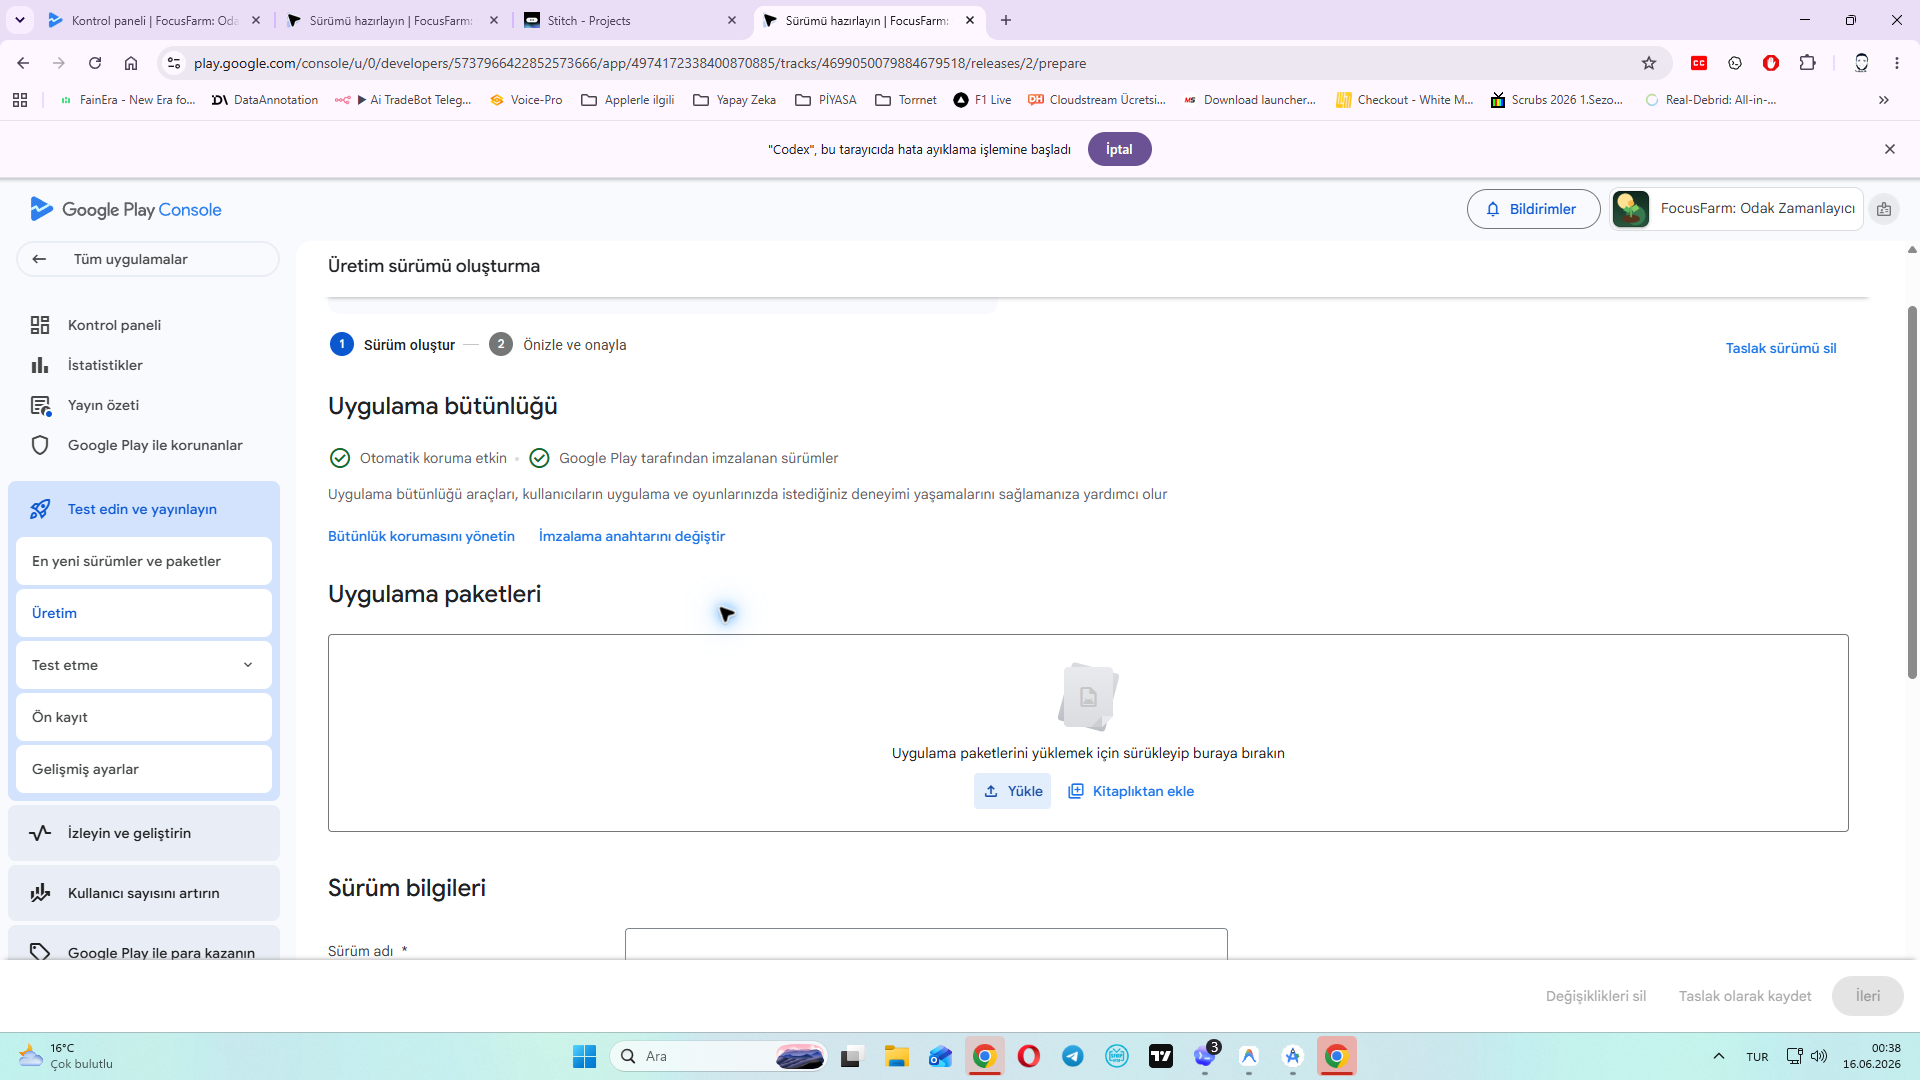 Kontrol paneli | FocusFarm: Oda
Sürümü hazırlayın | FocusFarm:
Stitch - Projects
Sürümü hazırlayın | FocusFarm:
play.google.com/console/u/0/developers/5737966422852573666/app/4974172338400870885/tracks/4699050079884679518/releases/2/prepare
FainEra - New Era fo...
DataAnnotation
Ai TradeBot Teleg...
Voice-Pro
Applerle ilgili
Yapay Zeka
PİYASA
Torrnet
F1 Live
Cloudstream Ücretsi...
Download launcher...
Checkout - White M...
Scrubs 2026 1.Sezo...
Real-Debrid: All-in-...
"Codex", bu tarayıcıda hata ayıklama işlemine başladı
İptal
Google Play Console
Bildirimler
FocusFarm: Odak Zamanlayıcı
Tüm uygulamalar
Kontrol paneli
İstatistikler
Yayın özeti
Google Play ile korunanlar
Test edin ve yayınlayın
En yeni sürümler ve paketler
Üretim
Test etme
Ön kayıt
Gelişmiş ayarlar
İzleyin ve geliştirin
Kullanıcı sayısını artırın
Google Play ile para kazanın
Üretim sürümü oluşturma
1 Sürüm oluştur
2 Önizle ve onayla
Taslak sürümü sil
Uygulama bütünlüğü
Otomatik koruma etkin
Google Play tarafından imzalanan sürümler
Uygulama bütünlüğü araçları, kullanıcıların uygulama ve oyunlarınızda istediğiniz deneyimi yaşamalarını sağlamanıza yardımcı olur
Bütünlük korumasını yönetin
İmzalama anahtarını değiştir
Uygulama paketleri
Uygulama paketlerini yüklemek için sürükleyip buraya bırakın
Yükle
Kitaplıktan ekle
Sürüm bilgileri
Sürüm adı *
Değişiklikleri sil
Taslak olarak kaydet
İleri
16°C
Çok bulutlu
Ara
3
TUR
00:38
16.06.2026